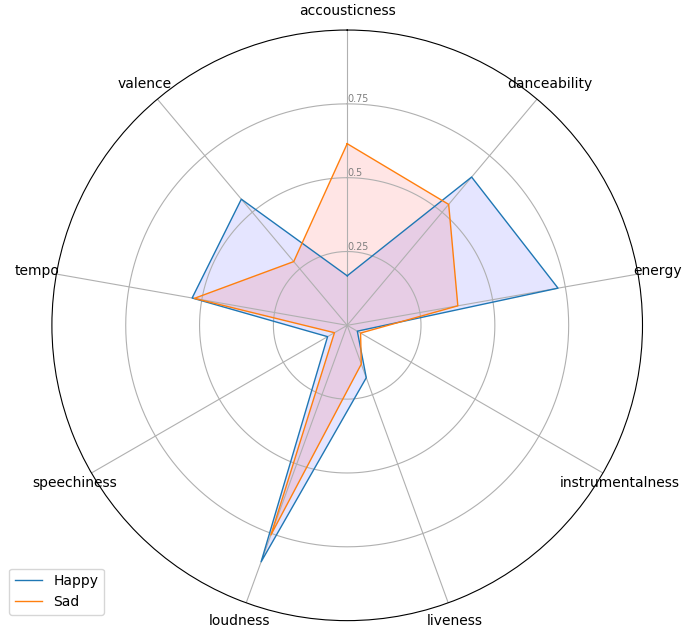 accousticness
valence
danceability
0.75
0.5
0.25
tempo
energy
speechiness
instrumentalness
loudness
liveness
Happy
Sad